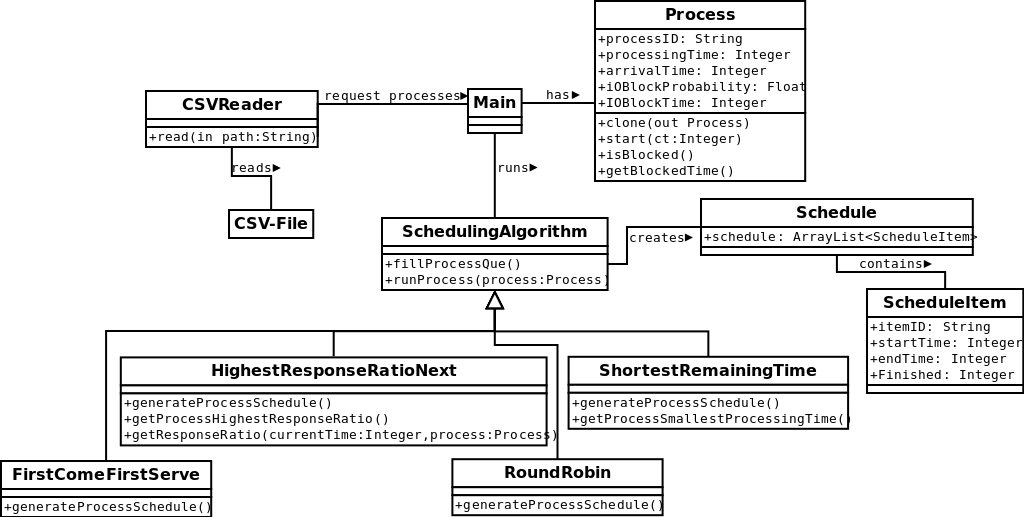 Process
+processID: String
+processingTime: Integer
+arrivalTime: Integer
+iOBlockProbability: Float
+IOBlockTime: Integer
+clone(out Process)
+start(ct:Integer)
+isBlocked()
+getBlockedTime()
CSVReader
+read(in path:String)
request processes▶
Main
has▶
reads▶
CSV-File
runs▶
SchedulingAlgorithm
+fillProcessQue()
+runProcess(process:Process)
creates▶
Schedule
+schedule: ArrayList<ScheduleItem>
contains▶
ScheduleItem
+itemID: String
+startTime: Integer
+endTime: Integer
+Finished: Integer
HighestResponseRatioNext
+generateProcessSchedule()
+getProcessHighestResponseRatio()
+getResponseRatio(currentTime:Integer,process:Process)
ShortestRemainingTime
+generateProcessSchedule()
+getProcessSmallestProcessingTime()
FirstComeFirstServe
+generateProcessSchedule()
RoundRobin
+generateProcessSchedule()